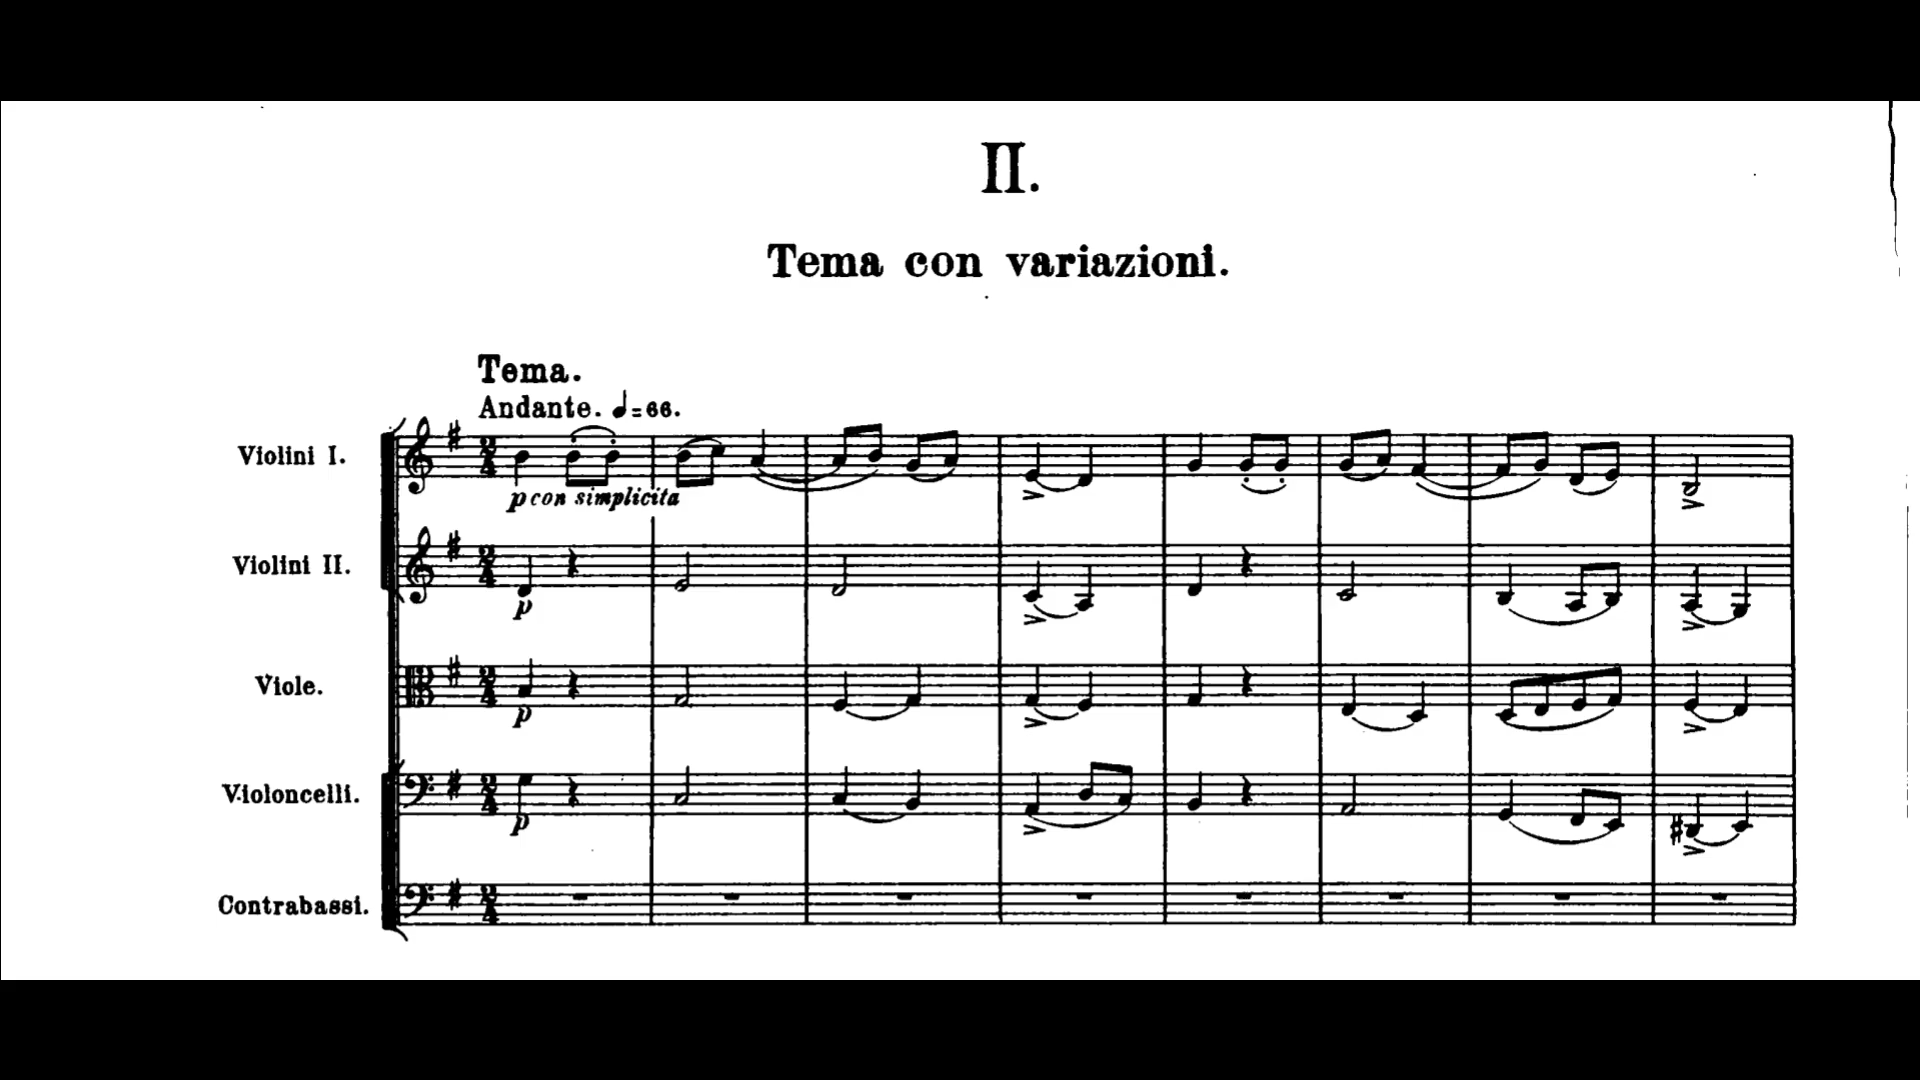 II.
Tema con variazioni.
Tema.
Andante. ♩=66.
Violini I.
p con simplicita
Violini II.
p
Viole.
p
Violoncelli.
p
Contrabassi.